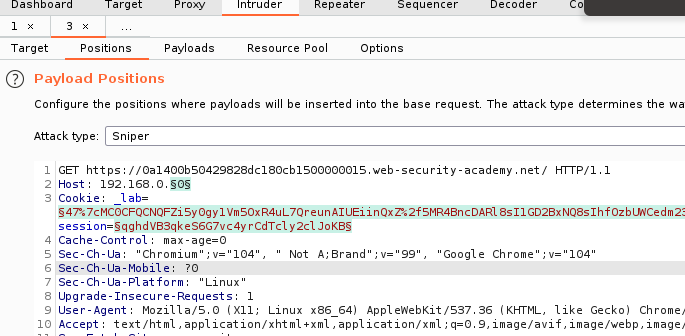 Dashboard Target Proxy Intruder Repeater Sequencer Decoder Co
1 × 3 × ...
Target Positions Payloads Resource Pool Options
? Payload Positions
Configure the positions where payloads will be inserted into the base request. The attack type determines the wa
Attack type: Sniper
1 GET https://0a1400b50429828dc180cb1500000015.web-security-academy.net/ HTTP/1.1
2 Host: 192.168.0.§0§
3 Cookie: _lab=
§47%7cMC0CFQCNQFZi5yOgy1Vm5OxR4uL7QreunAIUEiinQxZ%2f5MR4BncDARl8sI1GD2BxNQ8sIhfOzbUWCedm23
session=§qghdVB3qkeS6G7vc4yrCdTcly2clJoKB§
4 Cache-Control: max-age=0
5 Sec-Ch-Ua: "Chromium";v="104", " Not A;Brand";v="99", "Google Chrome";v="104"
6 Sec-Ch-Ua-Mobile: ?0
7 Sec-Ch-Ua-Platform: "Linux"
8 Upgrade-Insecure-Requests: 1
9 User-Agent: Mozilla/5.0 (X11; Linux x86_64) AppleWebKit/537.36 (KHTML, like Gecko) Chrome/
10 Accept: text/html,application/xhtml+xml,application/xml;q=0.9,image/avif,image/webp,image/